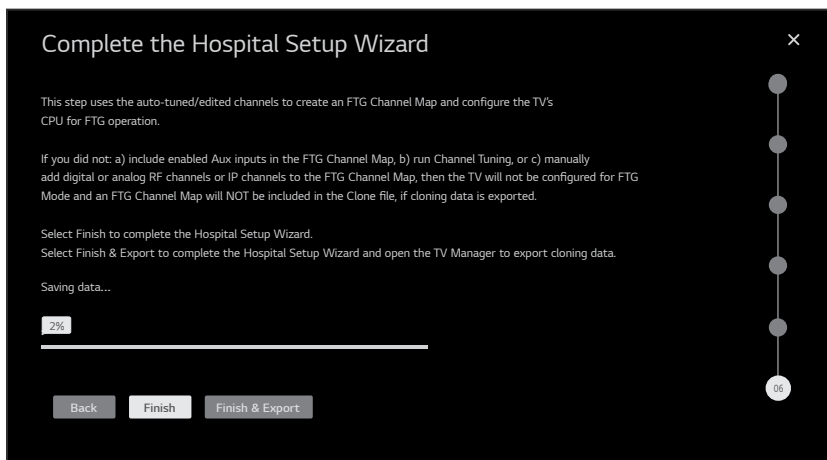 Complete the Hospital Setup Wizard
×
This step uses the auto-tuned/edited channels to create an FTG Channel Map and configure the TV's
CPU for FTG operation.
If you did not: a) include enabled Aux inputs in the FTG Channel Map, b) run Channel Tuning, or c) manually
add digital or analog RF channels or IP channels to the FTG Channel Map, then the TV will not be configured for FTG
Mode and an FTG Channel Map will NOT be included in the Clone file, if cloning data is exported.
Select Finish to complete the Hospital Setup Wizard.
Select Finish & Export to complete the Hospital Setup Wizard and open the TV Manager to export cloning data.
Saving data...
2%
06
Back Finish Finish & Export